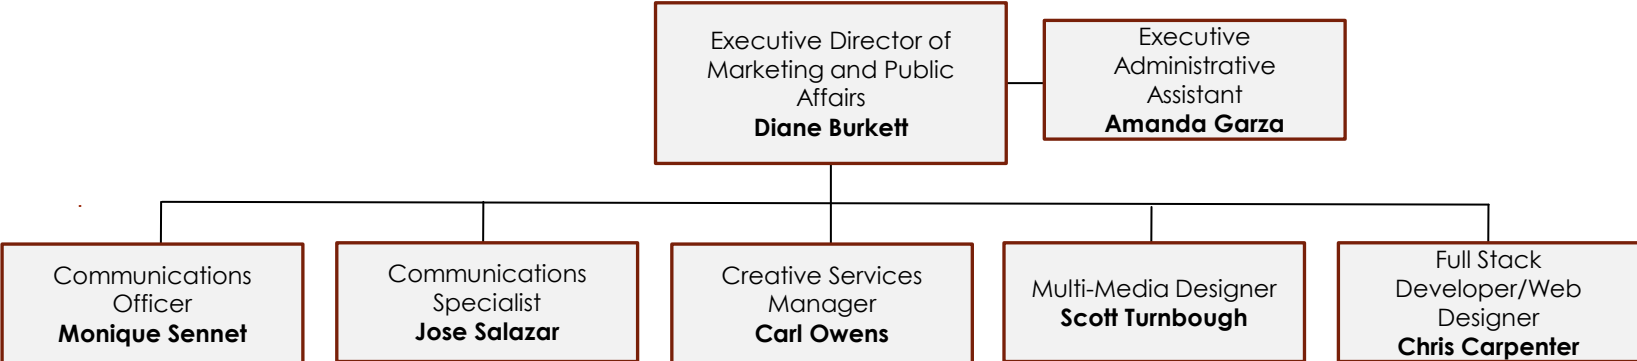 Executive Director of
Marketing and Public
Affairs
Diane Burkett
Executive
Administrative
Assistant
Amanda Garza
Communications
Officer
Monique Sennet
Communications
Specialist
Jose Salazar
Creative Services
Manager
Carl Owens
Multi-Media Designer
Scott Turnbough
Full Stack
Developer/Web
Designer
Chris Carpenter